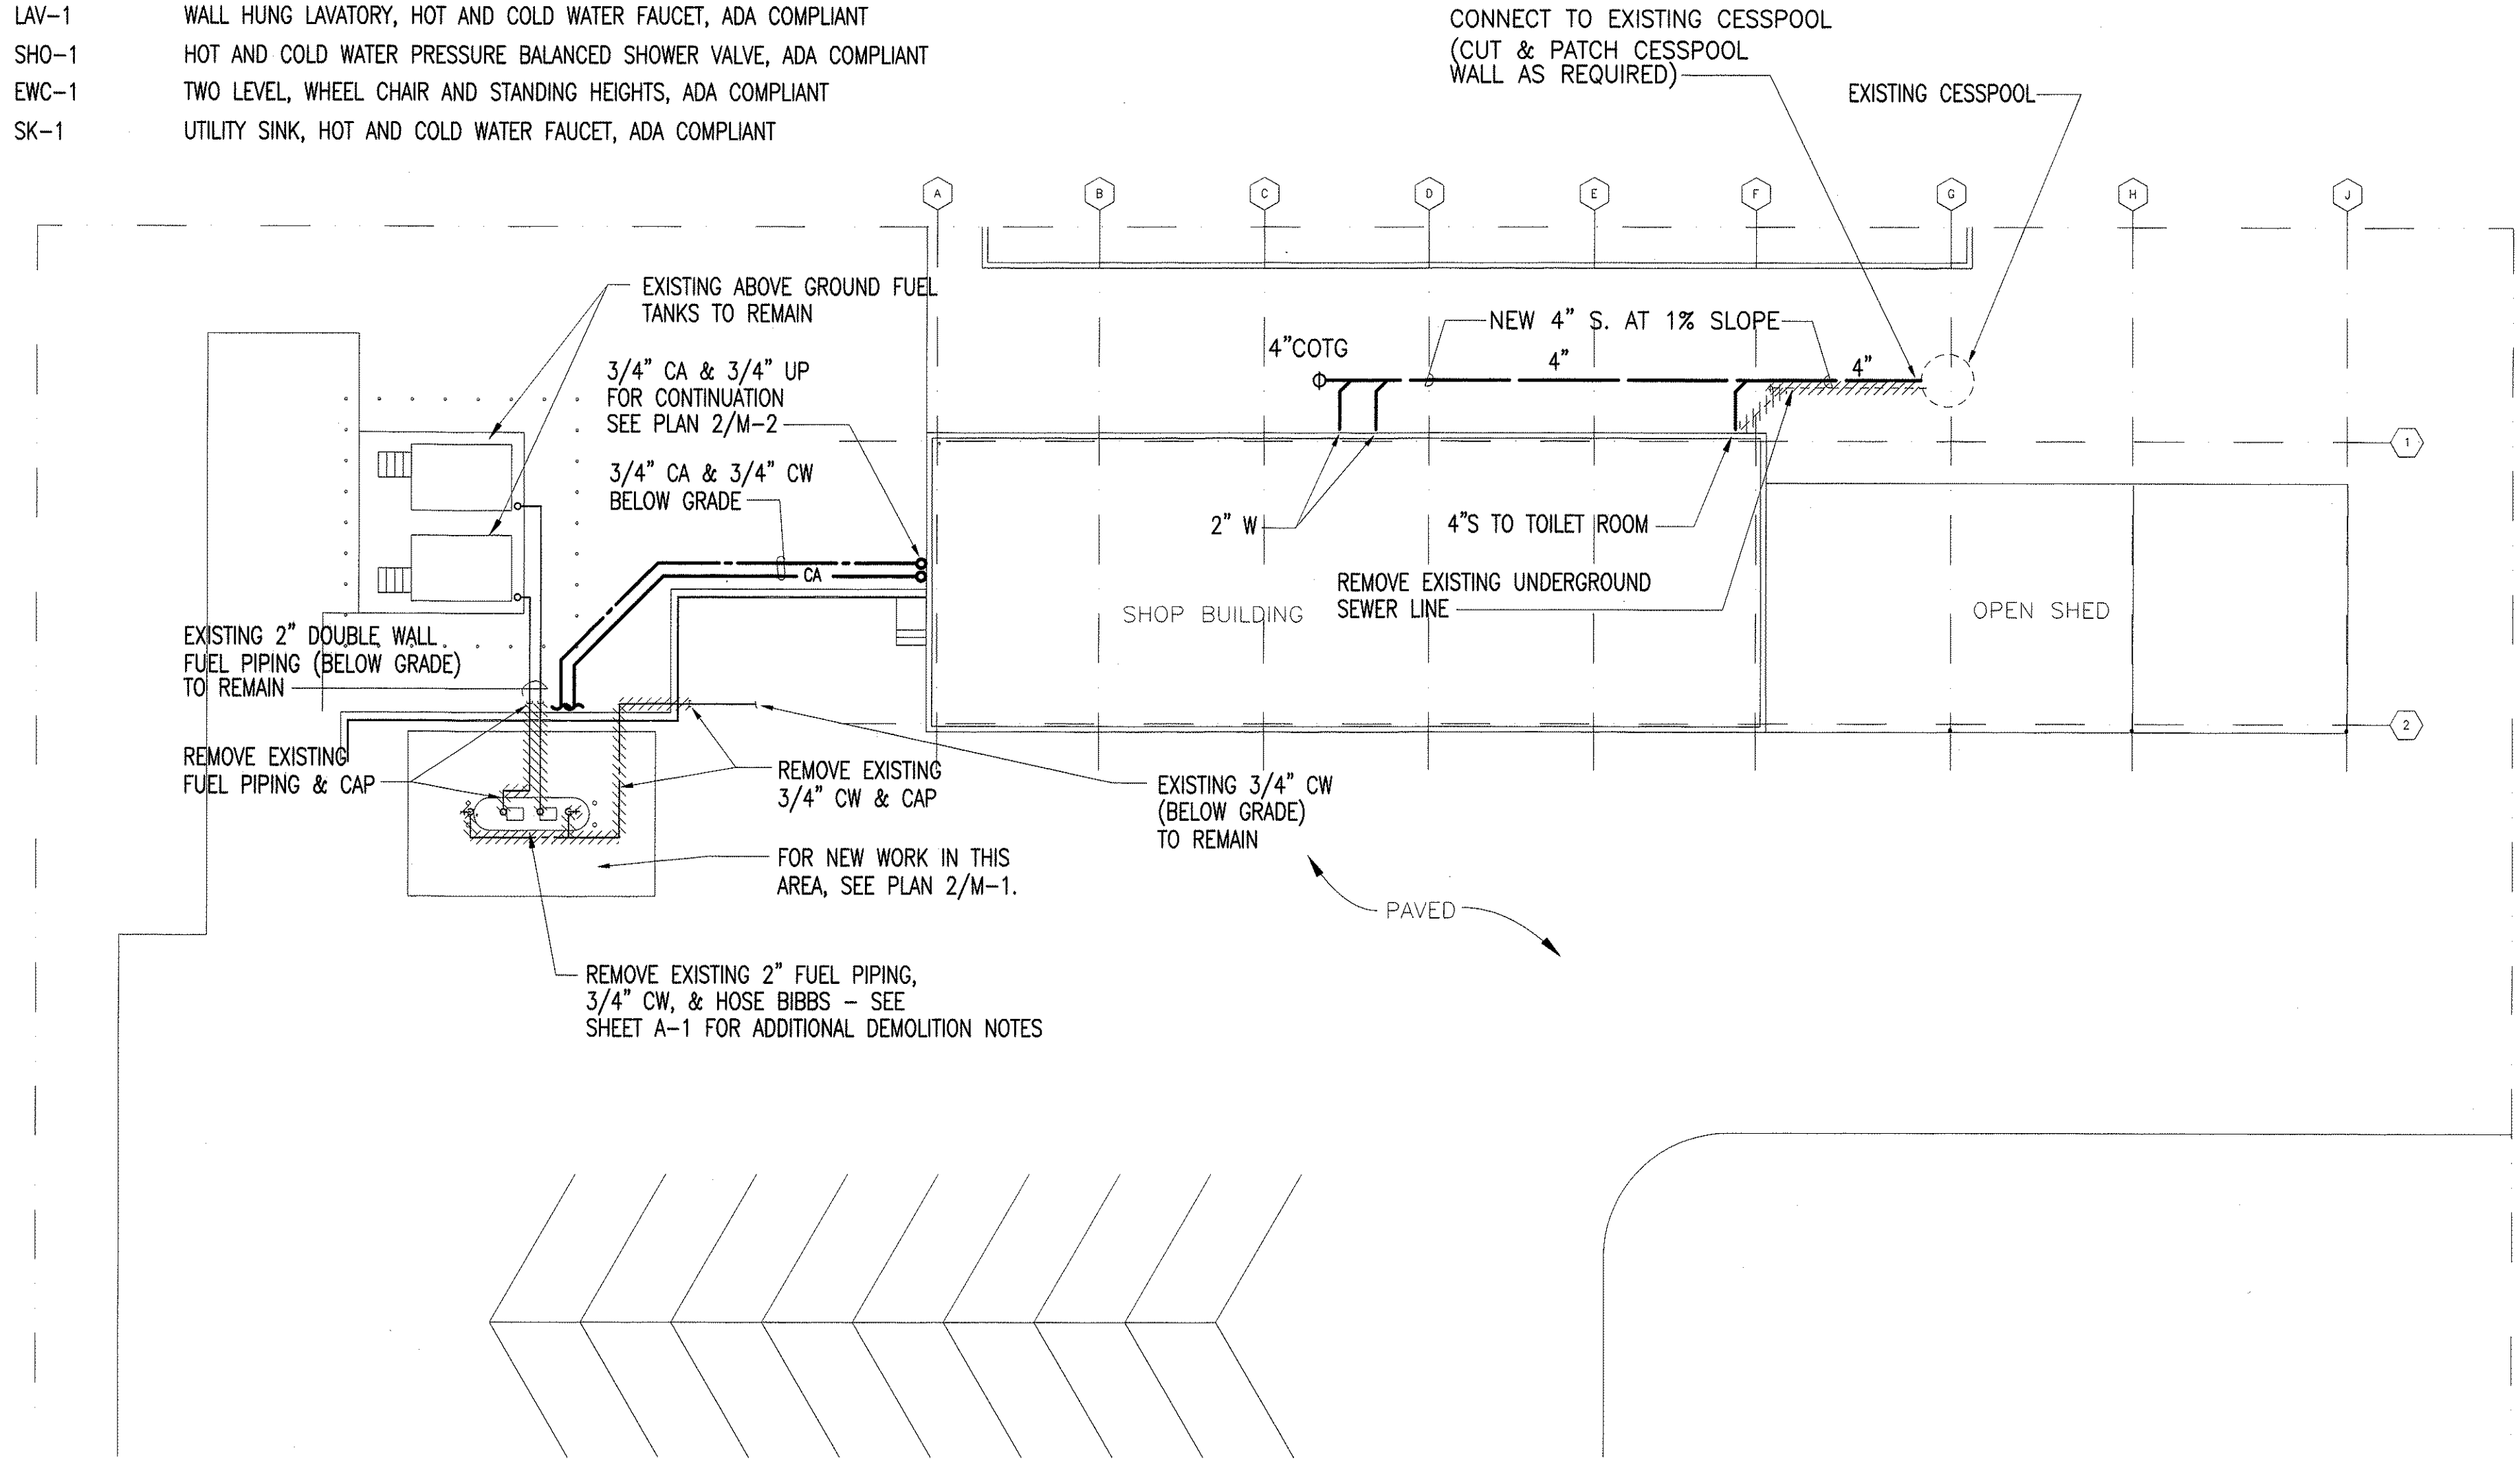 LAV-1 WALL HUNG LAVATORY, HOT AND COLD WATER FAUCET, ADA COMPLIANT
SHO-1 HOT AND COLD WATER PRESSURE BALANCED SHOWER VALVE, ADA COMPLIANT
EWC-1 TWO LEVEL, WHEEL CHAIR AND STANDING HEIGHTS, ADA COMPLIANT
SK-1 UTILITY SINK, HOT AND COLD WATER FAUCET, ADA COMPLIANT
CONNECT TO EXISTING CESSPOOL
(CUT & PATCH CESSPOOL
WALL AS REQUIRED)
EXISTING CESSPOOL
A B C D E F G H J
EXISTING ABOVE GROUND FUEL
TANKS TO REMAIN
NEW 4" S. AT 1% SLOPE
4"COTG
4"
4"
3/4" CA & 3/4" UP
FOR CONTINUATION
SEE PLAN 2/M-2
1
3/4" CA & 3/4" CW
BELOW GRADE
2" W
4"S TO TOILET ROOM
CA
REMOVE EXISTING UNDERGROUND
SEWER LINE
SHOP BUILDING
OPEN SHED
EXISTING 2" DOUBLE WALL
FUEL PIPING (BELOW GRADE)
TO REMAIN
2
REMOVE EXISTING
FUEL PIPING & CAP
REMOVE EXISTING
3/4" CW & CAP
EXISTING 3/4" CW
(BELOW GRADE)
TO REMAIN
FOR NEW WORK IN THIS
AREA, SEE PLAN 2/M-1.
PAVED
REMOVE EXISTING 2" FUEL PIPING,
3/4" CW, & HOSE BIBBS - SEE
SHEET A-1 FOR ADDITIONAL DEMOLITION NOTES